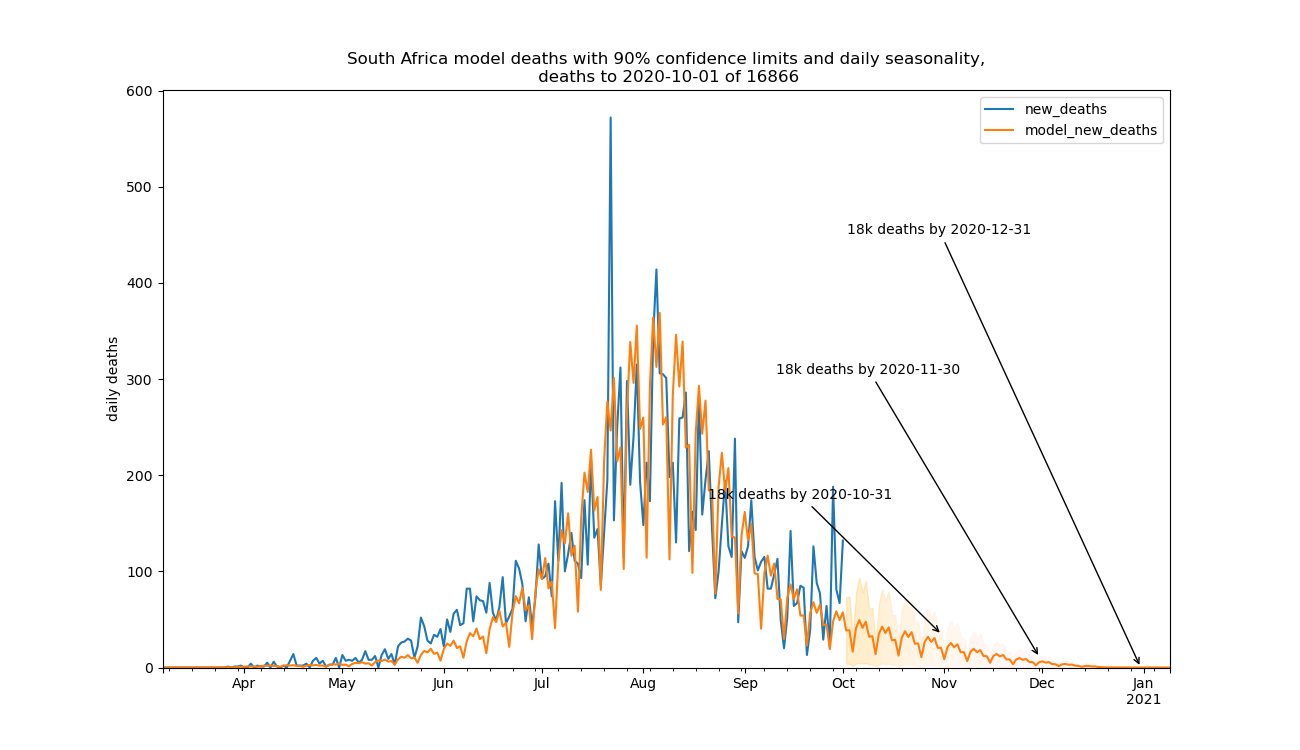 South Africa model deaths with 90% confidence limits and daily seasonality,
deaths to 2020-10-01 of 16866
600
500
400
300
200
100
0
daily deaths
new_deaths
model_new_deaths
18k deaths by 2020-12-31
18k deaths by 2020-11-30
18k deaths by 2020-10-31
Apr May Jun Jul Aug Sep Oct Nov Dec Jan
2021